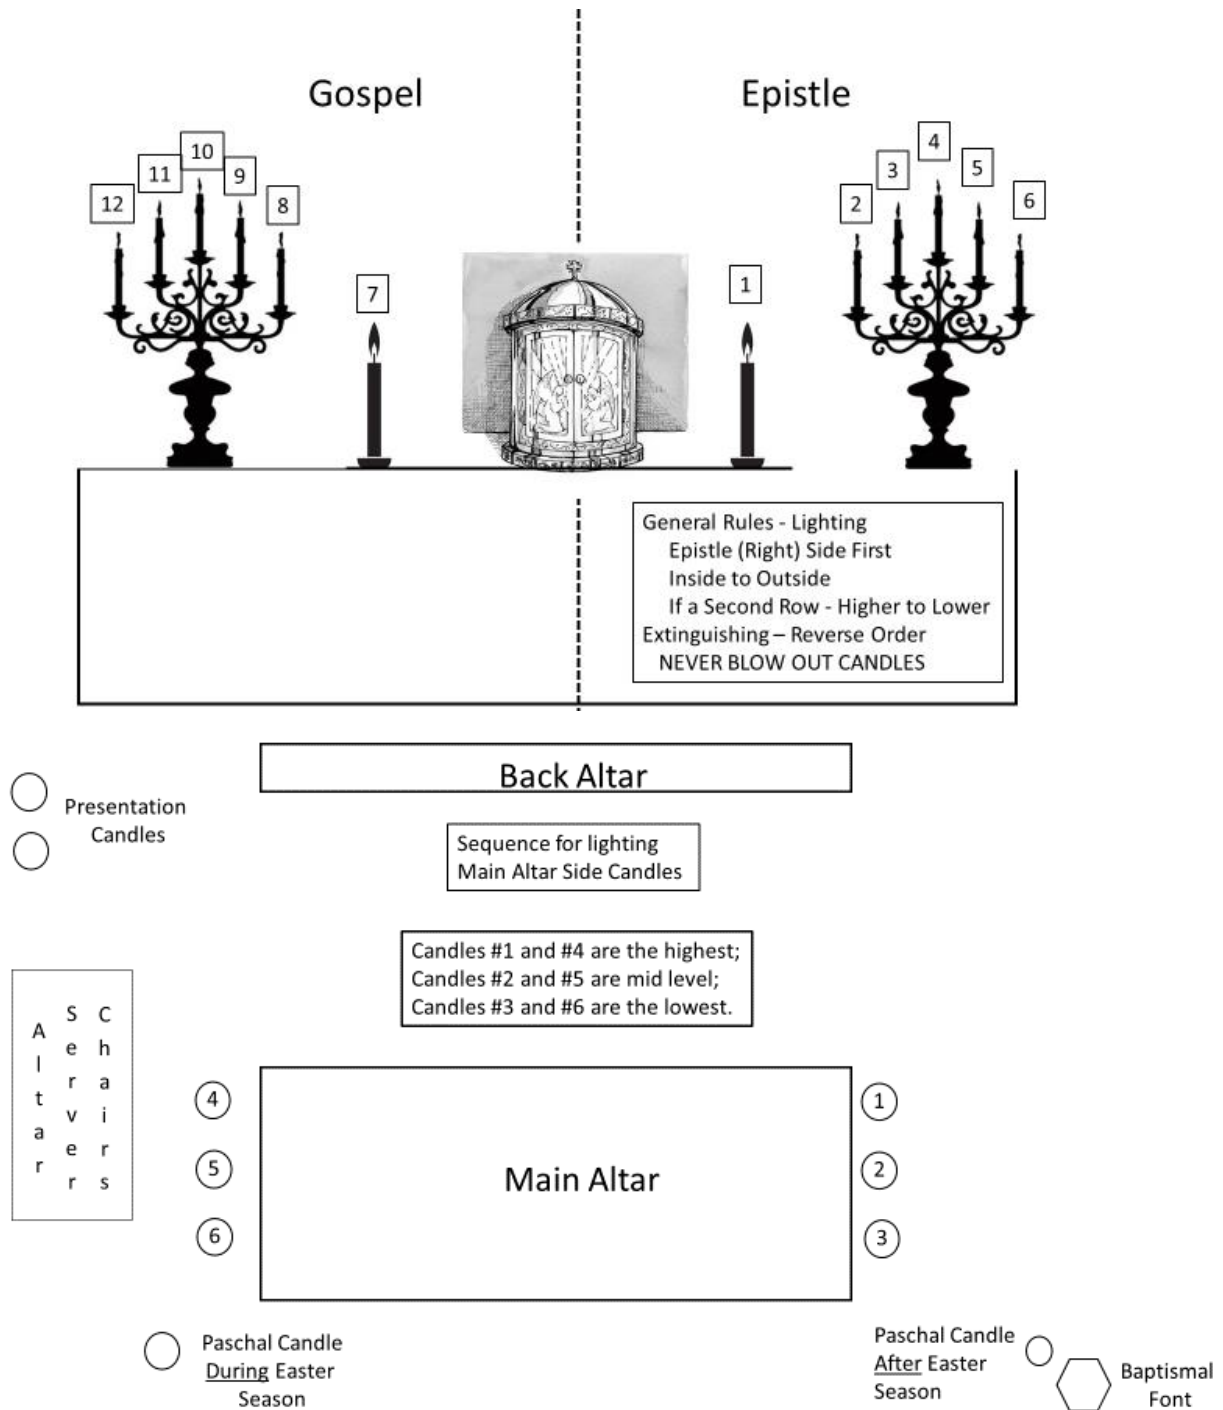 Gospel
Epistle
10
11
9
12
8
4
3
5
2
6
7
1
General Rules - Lighting
Epistle (Right) Side First
Inside to Outside
If a Second Row - Higher to Lower
Extinguishing – Reverse Order
NEVER BLOW OUT CANDLES
Back Altar
Presentation
Candles
Sequence for lighting
Main Altar Side Candles
Candles #1 and #4 are the highest;
Candles #2 and #5 are mid level;
Candles #3 and #6 are the lowest.
Altar
Server
Chairs
4
5
6
Main Altar
1
2
3
Paschal Candle
During Easter
Season
Paschal Candle
After Easter
Season
Baptismal
Font